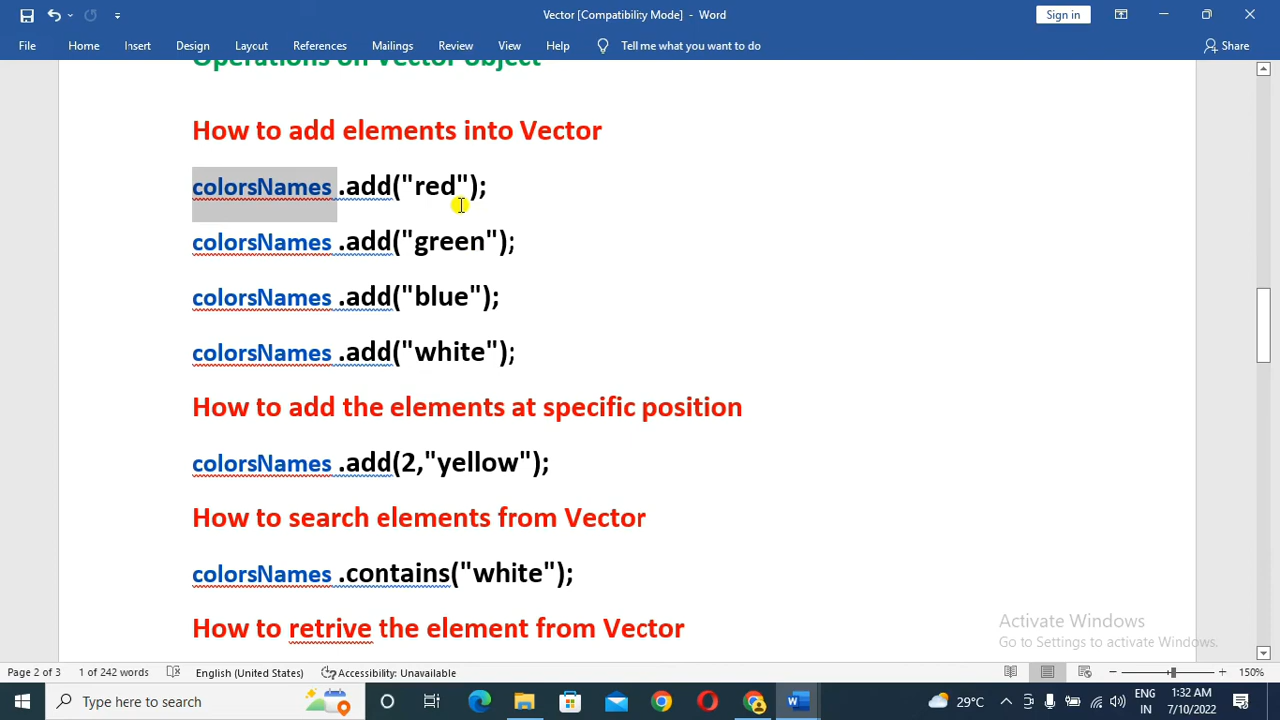 Vector [Compatibility Mode] - Word
Sign in
File Home Insert Design Layout References Mailings Review View Help Tell me what you want to do Share
Operations on Vector object
How to add elements into Vector
colorsNames .add("red");
colorsNames .add("green");
colorsNames .add("blue");
colorsNames .add("white");
How to add the elements at specific position
colorsNames .add(2,"yellow");
How to search elements from Vector
colorsNames .contains("white");
How to retrive the element from Vector
Activate Windows
Go to Settings to activate Windows.
Page 2 of 3 1 of 242 words English (United States) Accessibility: Unavailable 150%
Type here to search 29°C ENG 1:32 AM
IN 7/10/2022